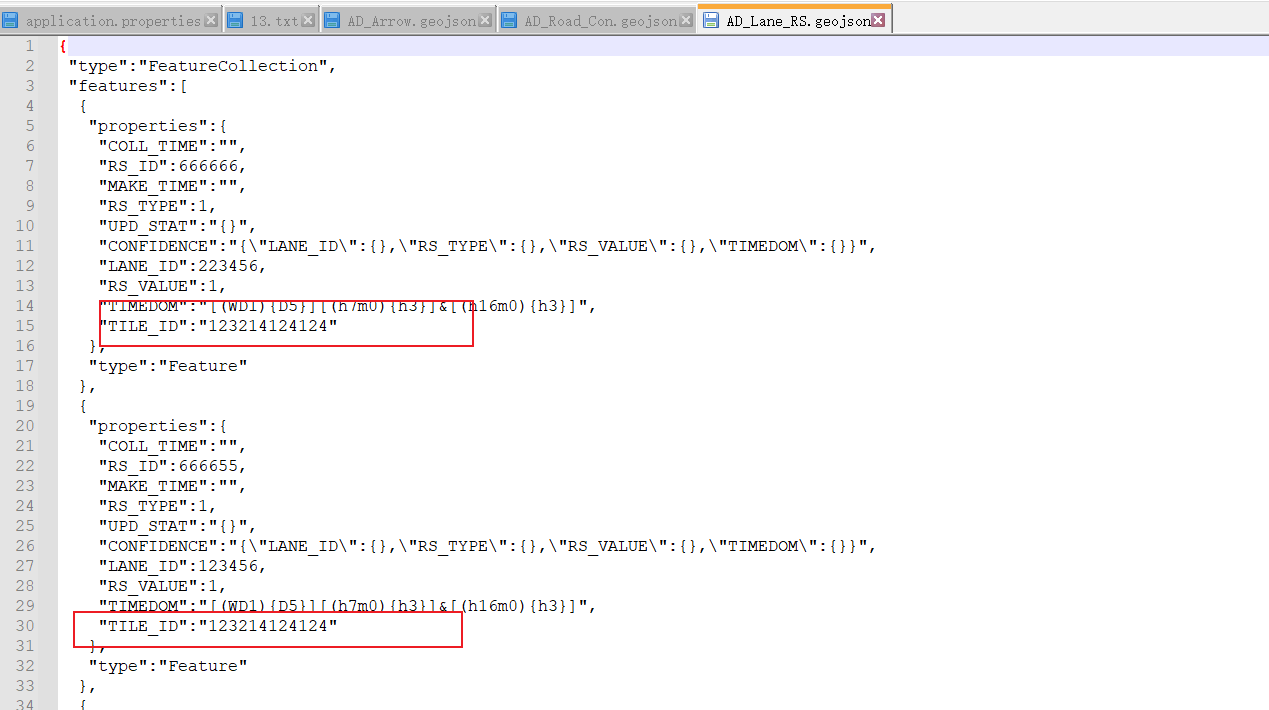 application.properties 13.txt AD_Arrow.geojson AD_Road_Con.geojson AD_Lane_RS.geojson
1 {
2 "type":"FeatureCollection",
3 "features":[
4 {
5 "properties":{
6 "COLL_TIME":"",
7 "RS_ID":666666,
8 "MAKE_TIME":"",
9 "RS_TYPE":1,
10 "UPD_STAT":"{}",
11 "CONFIDENCE":"{\"LANE_ID\":{},\"RS_TYPE\":{},\"RS_VALUE\":{},\"TIMEDOM\":{}}",
12 "LANE_ID":223456,
13 "RS_VALUE":1,
14 "TIMEDOM":"[(WD1){D5}][(h7m0){h3}]&[(h16m0){h3}]",
15 "TILE_ID":"123214124124"
16 },
17 "type":"Feature"
18 },
19 {
20 "properties":{
21 "COLL_TIME":"",
22 "RS_ID":666655,
23 "MAKE_TIME":"",
24 "RS_TYPE":1,
25 "UPD_STAT":"{}",
26 "CONFIDENCE":"{\"LANE_ID\":{},\"RS_TYPE\":{},\"RS_VALUE\":{},\"TIMEDOM\":{}}",
27 "LANE_ID":123456,
28 "RS_VALUE":1,
29 "TIMEDOM":"[(WD1){D5}][(h7m0){h3}]&[(h16m0){h3}]",
30 "TILE_ID":"123214124124"
31 },
32 "type":"Feature"
33 },
34 {